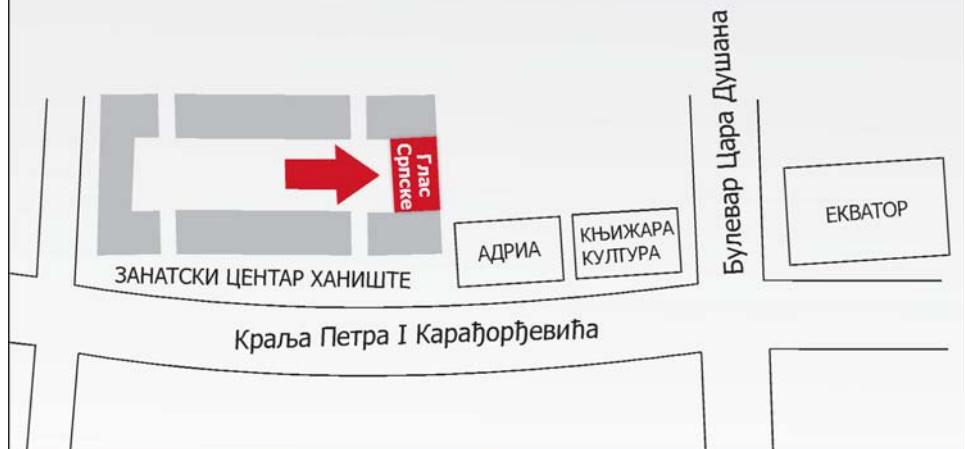 Булевар Цара Душана
Глас
Српске
ЕКВАТОР
АДРИА
КЊИЖАРА
КУЛТУРА
ЗАНАТСКИ ЦЕНТАР ХАНИШТЕ
Краља Петра I Карађорђевића